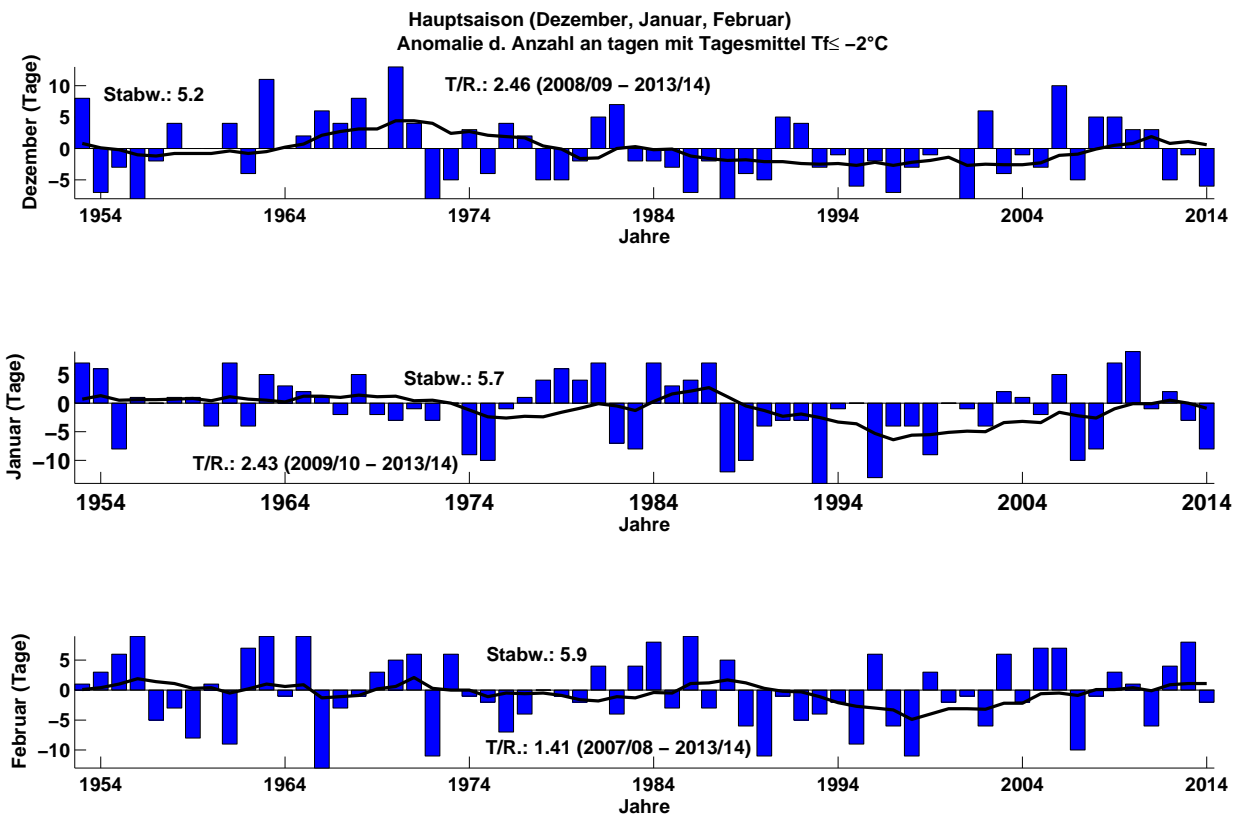 Hauptsaison (Dezember, Januar, Februar)
Anomalie d. Anzahl an tagen mit Tagesmittel Tf≤ −2°C
Dezember (Tage)
10
5
0
−5
Stabw.: 5.2
T/R.: 2.46 (2008/09 − 2013/14)
1954 1964 1974 1984 1994 2004 2014
Jahre
Januar (Tage)
5
0
−5
−10
Stabw.: 5.7
T/R.: 2.43 (2009/10 − 2013/14)
1954 1964 1974 1984 1994 2004 2014
Jahre
Februar (Tage)
5
0
−5
−10
Stabw.: 5.9
T/R.: 1.41 (2007/08 − 2013/14)
1954 1964 1974 1984 1994 2004 2014
Jahre